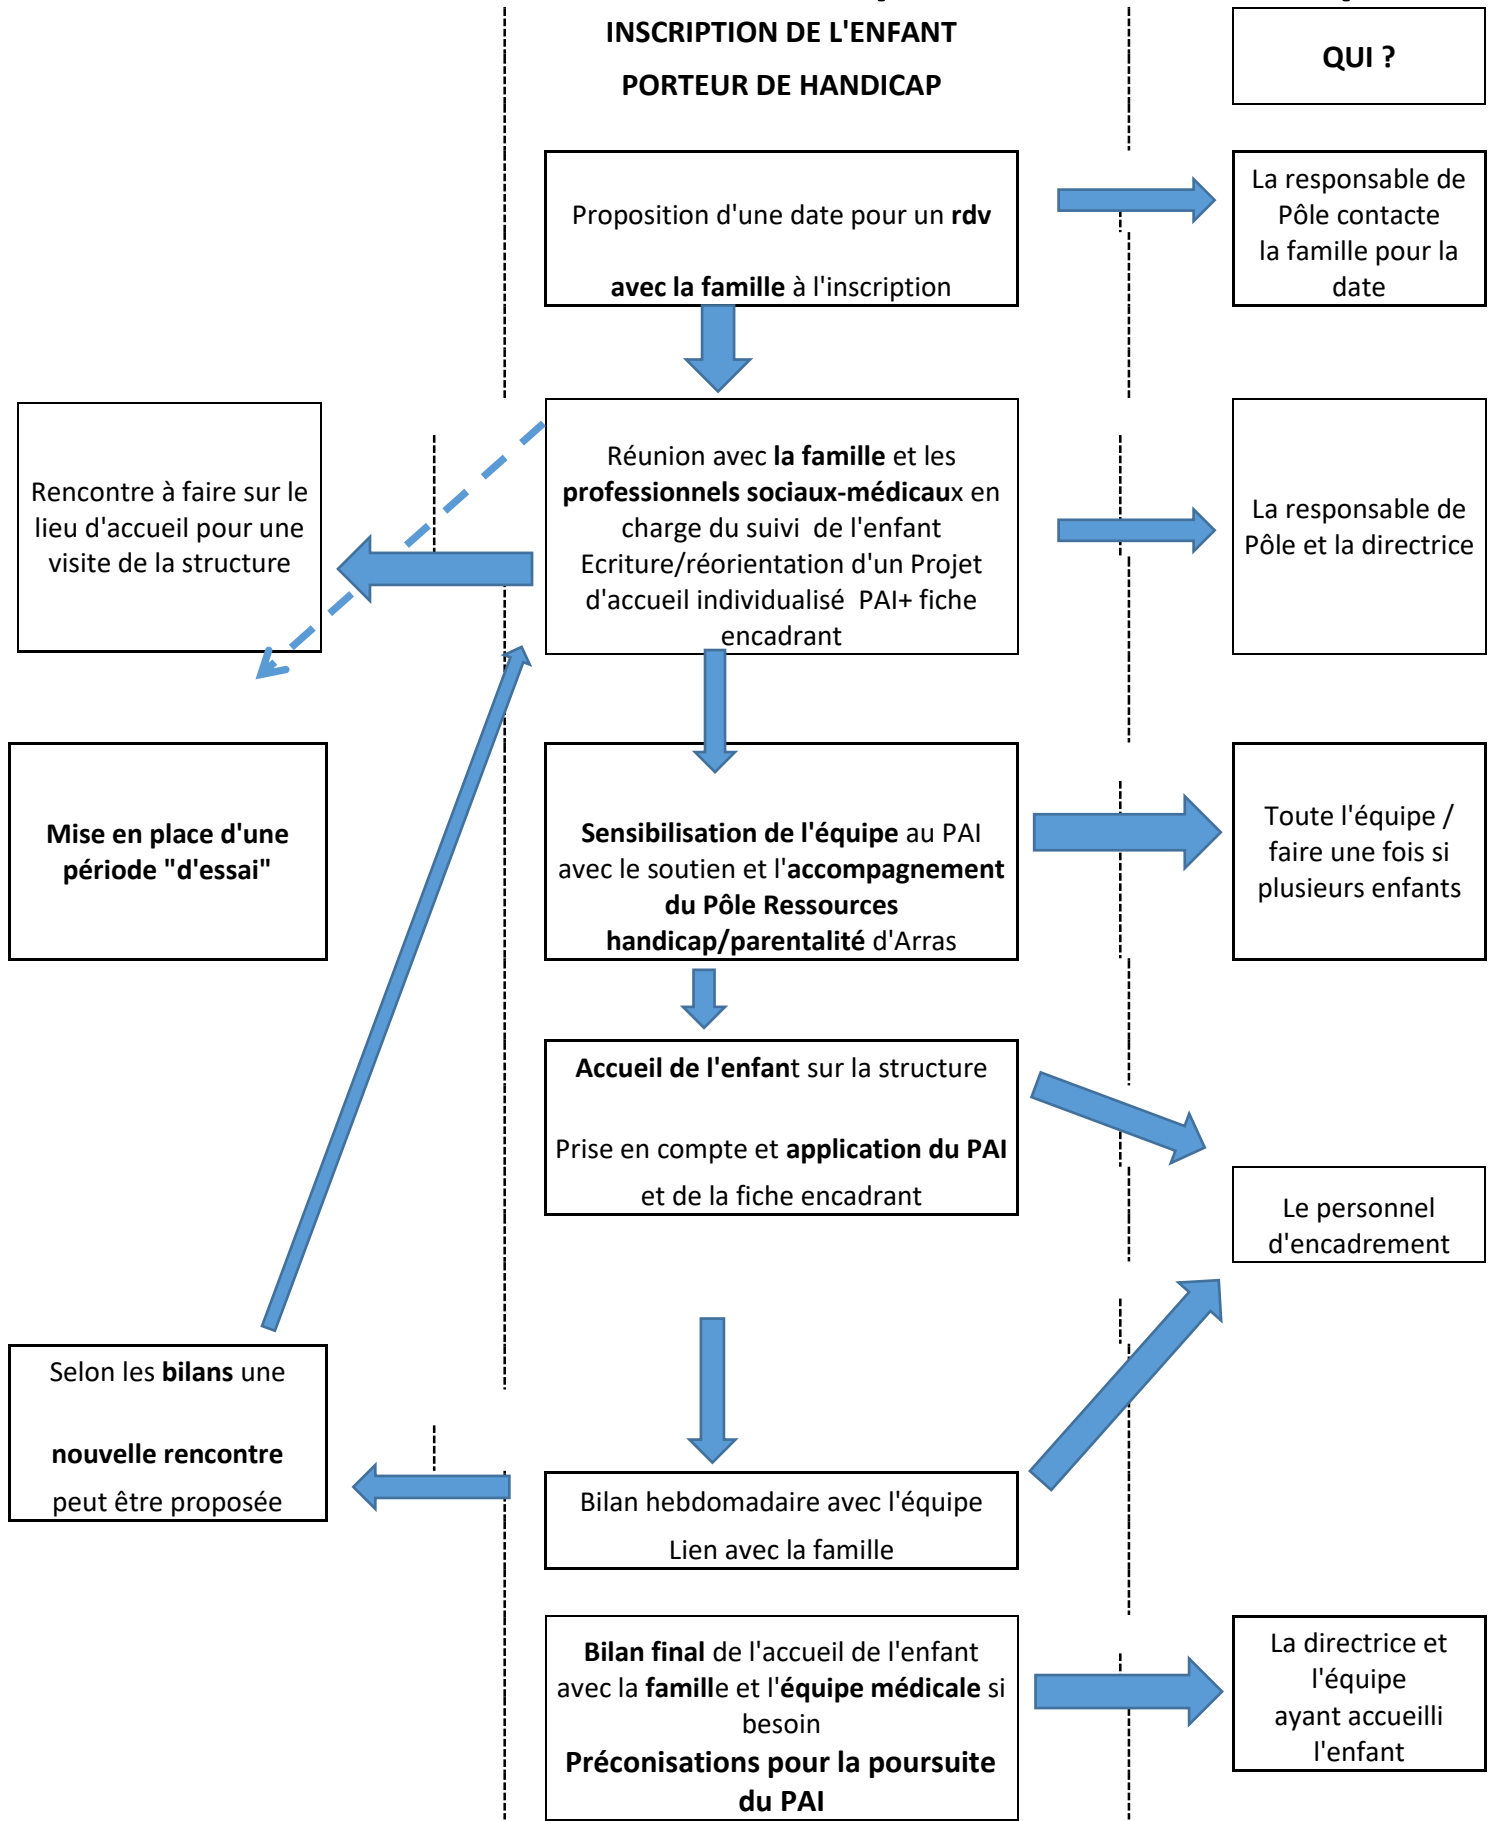 INSCRIPTION DE L'ENFANT
PORTEUR DE HANDICAP
QUI ?
Proposition d'une date pour un rdv
avec la famille à l'inscription
La responsable de
Pôle contacte
la famille pour la
date
Rencontre à faire sur le
lieu d'accueil pour une
visite de la structure
Réunion avec la famille et les
professionnels sociaux-médicaux en
charge du suivi de l'enfant
Ecriture/réorientation d'un Projet
d'accueil individualisé PAI+ fiche
encadrant
La responsable de
Pôle et la directrice
Mise en place d'une
période "d'essai"
Sensibilisation de l'équipe au PAI
avec le soutien et l'accompagnement
du Pôle Ressources
handicap/parentalité d'Arras
Toute l'équipe /
faire une fois si
plusieurs enfants
Accueil de l'enfant sur la structure
Prise en compte et application du PAI
et de la fiche encadrant
Le personnel
d'encadrement
Selon les bilans une
nouvelle rencontre
peut être proposée
Bilan hebdomadaire avec l'équipe
Lien avec la famille
Bilan final de l'accueil de l'enfant
avec la famille et l'équipe médicale si
besoin
Préconisations pour la poursuite
du PAI
La directrice et
l'équipe
ayant accueilli
l'enfant